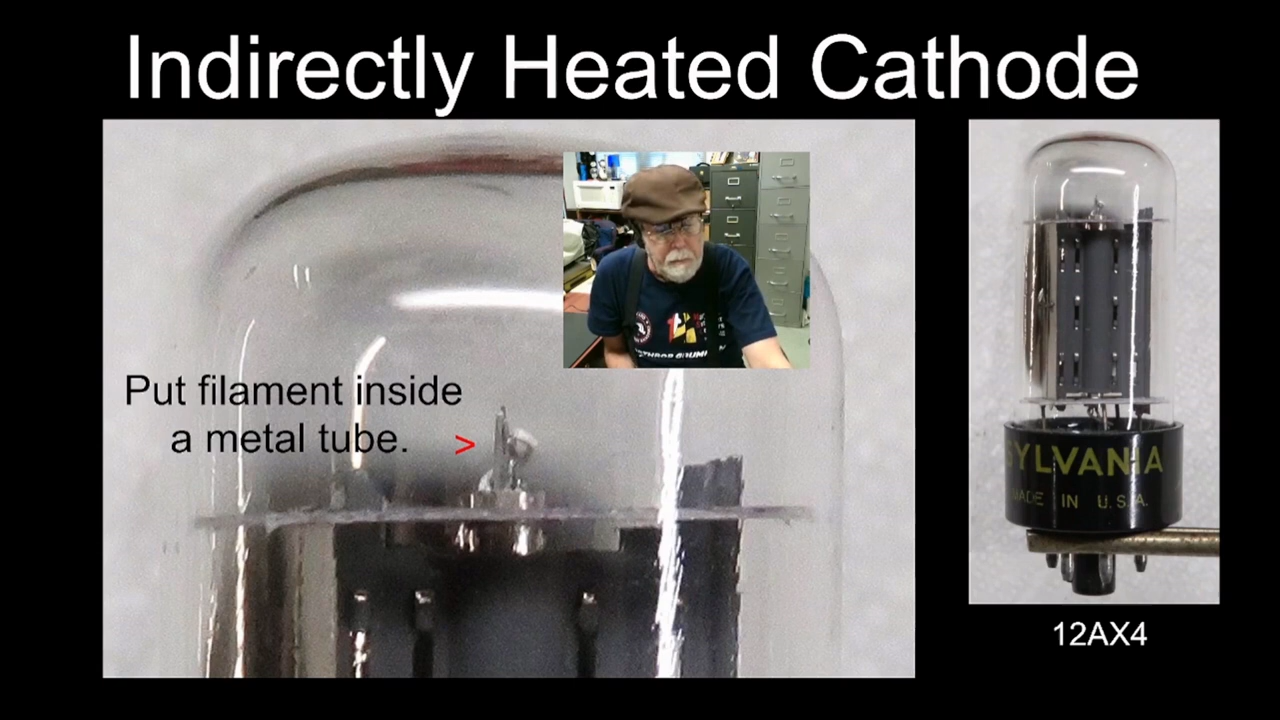 Indirectly Heated Cathode
Put filament inside
a metal tube. >
SYLVANIA
MADE IN U.S.A.
12AX4